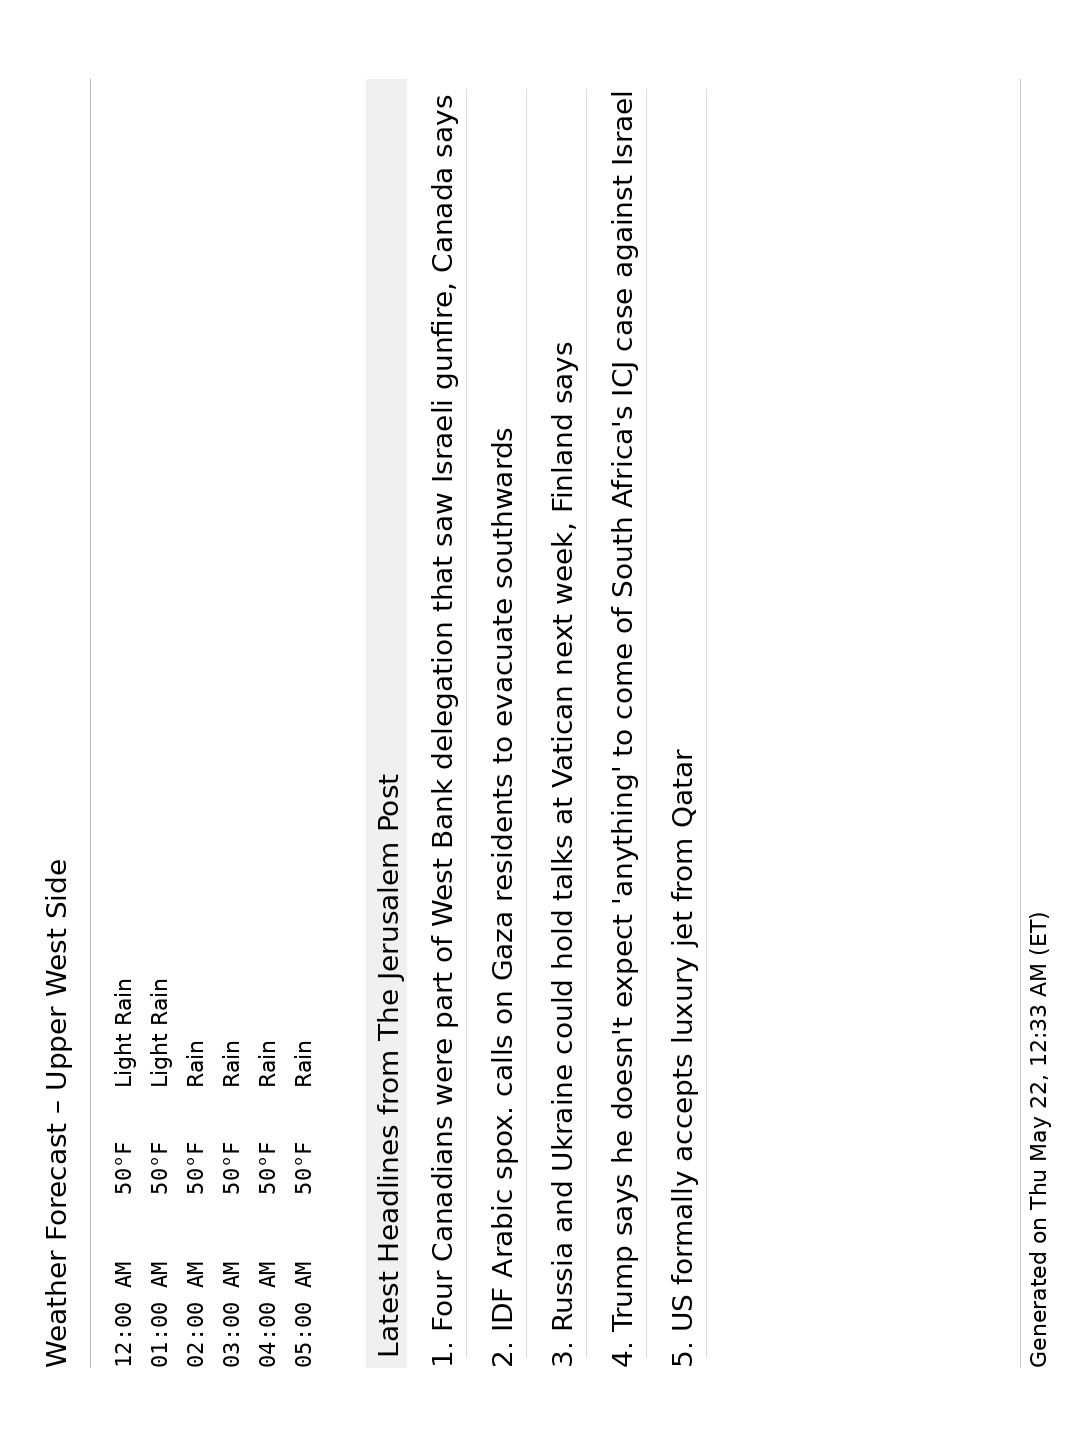 Weather Forecast – Upper West Side
12:00 AM 50°F Light Rain
01:00 AM 50°F Light Rain
02:00 AM 50°F Rain
03:00 AM 50°F Rain
04:00 AM 50°F Rain
05:00 AM 50°F Rain
Latest Headlines from The Jerusalem Post
1. Four Canadians were part of West Bank delegation that saw Israeli gunfire, Canada says
2. IDF Arabic spox. calls on Gaza residents to evacuate southwards
3. Russia and Ukraine could hold talks at Vatican next week, Finland says
4. Trump says he doesn't expect 'anything' to come of South Africa's ICJ case against Israel
5. US formally accepts luxury jet from Qatar
Generated on Thu May 22, 12:33 AM (ET)